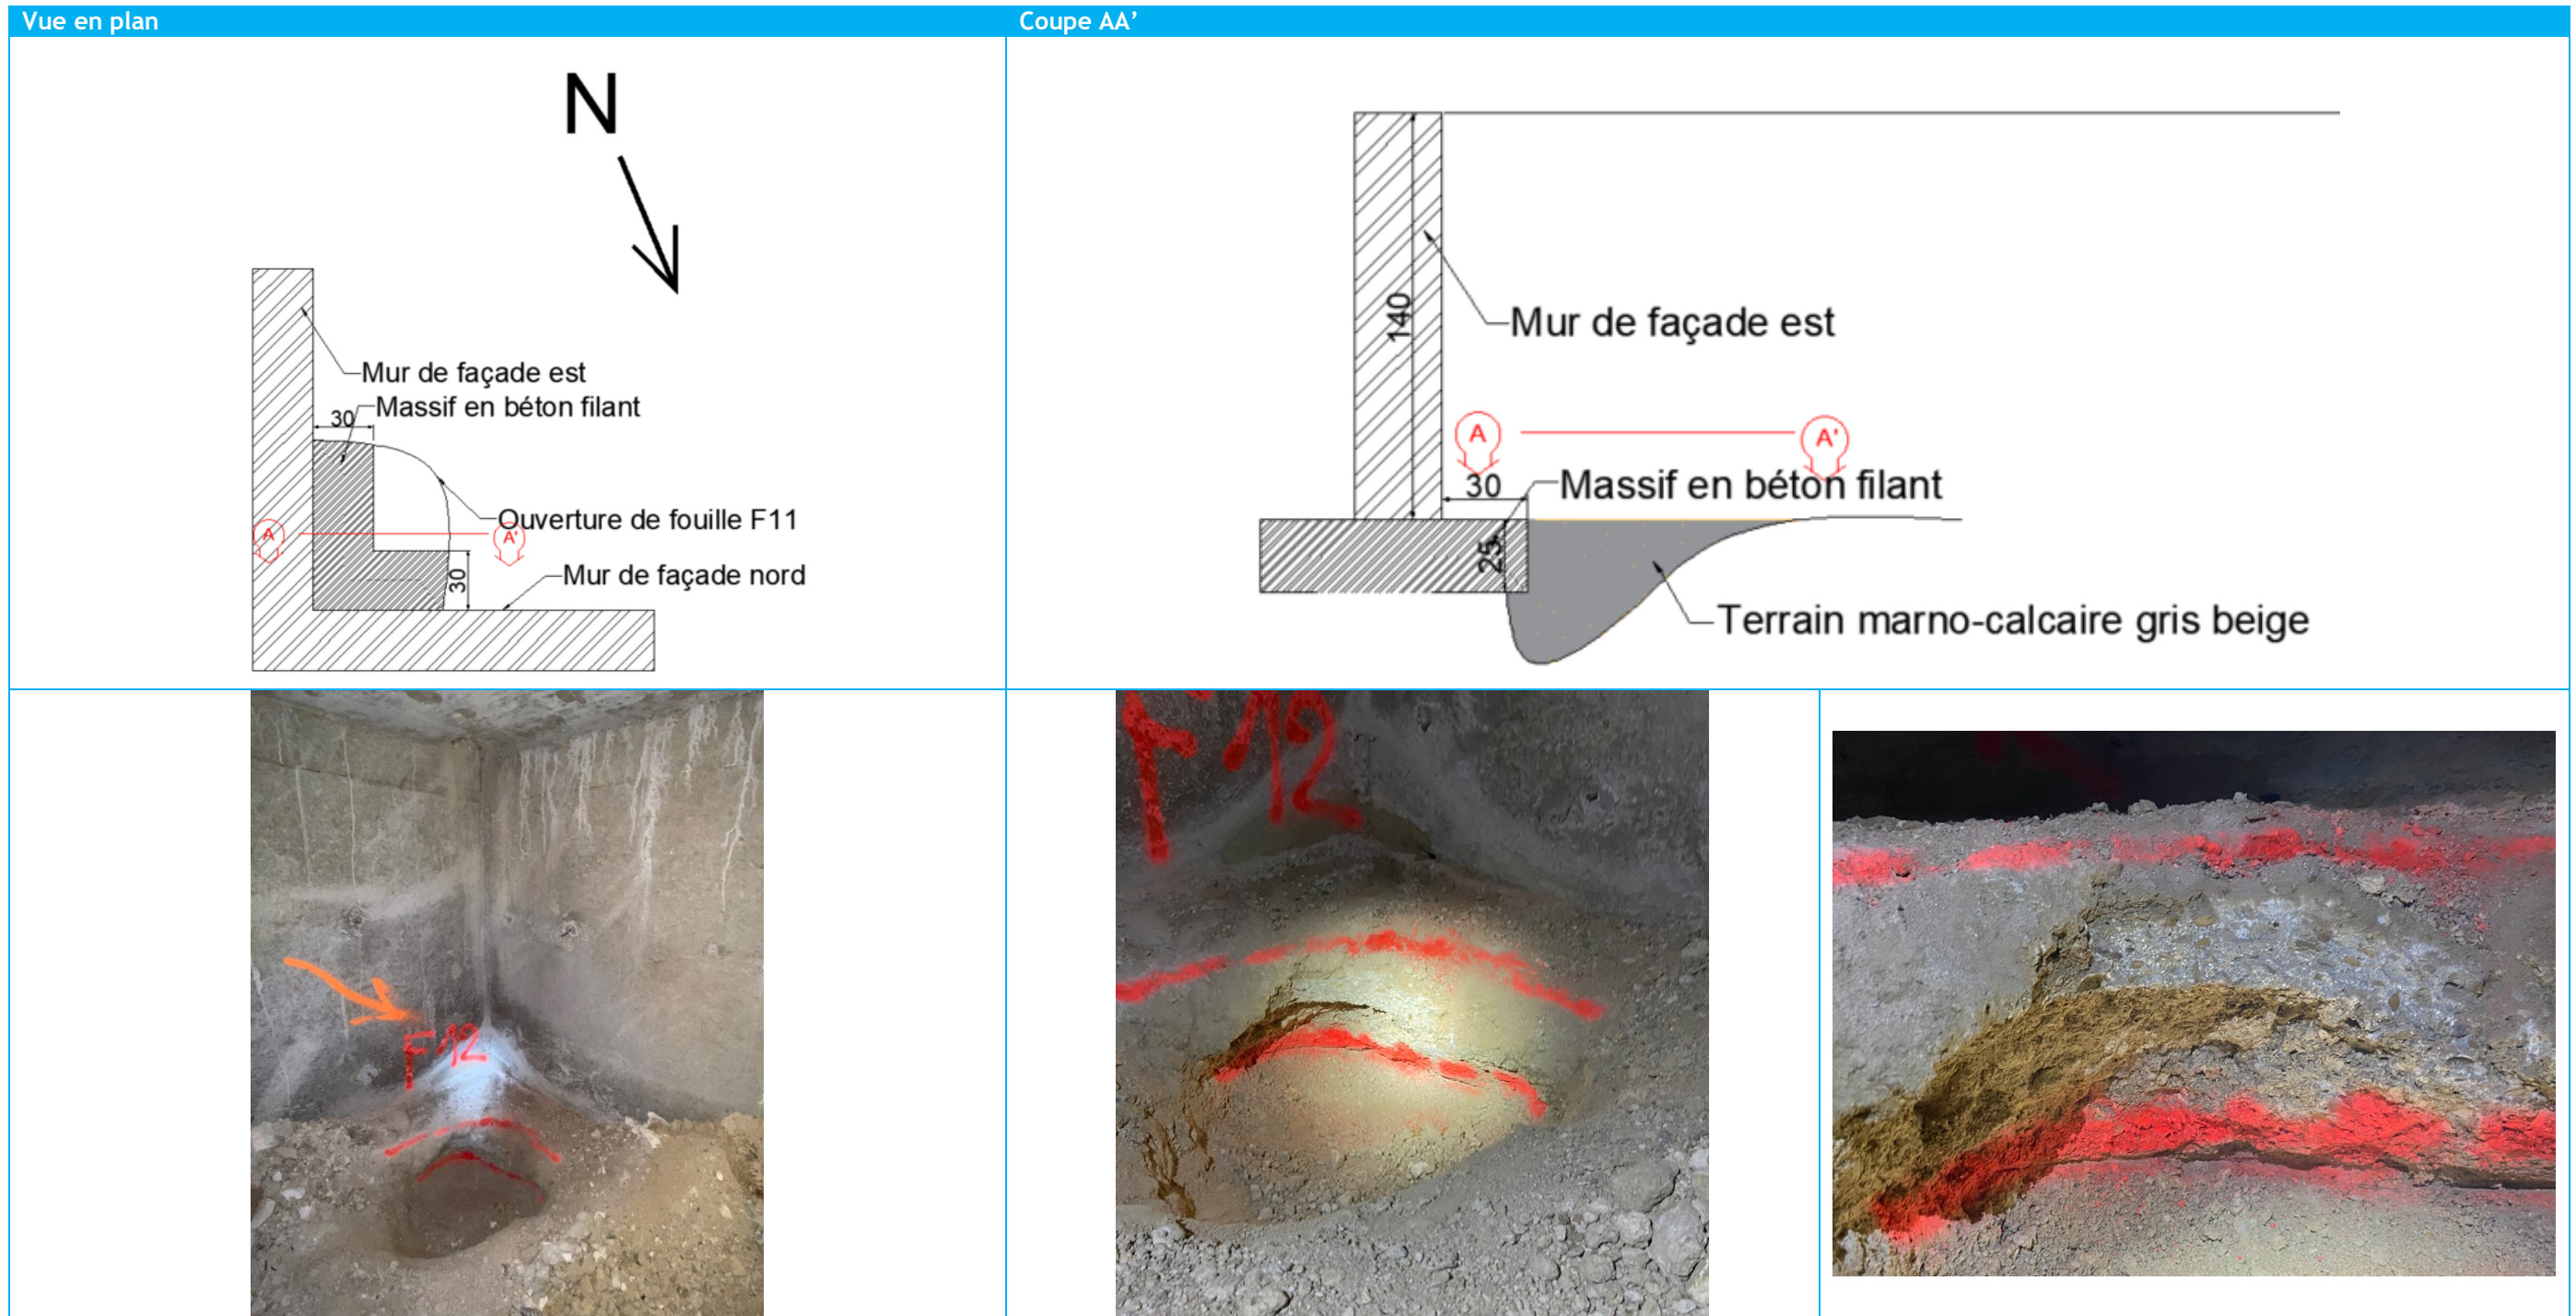 Vue en plan
Coupe AA’
N
Mur de façade est
Massif en béton filant
30
Ouverture de fouille F11
A
A'
30
Mur de façade nord
140
Mur de façade est
A
A'
30
Massif en béton filant
25
Terrain marno-calcaire gris beige
F12
F12